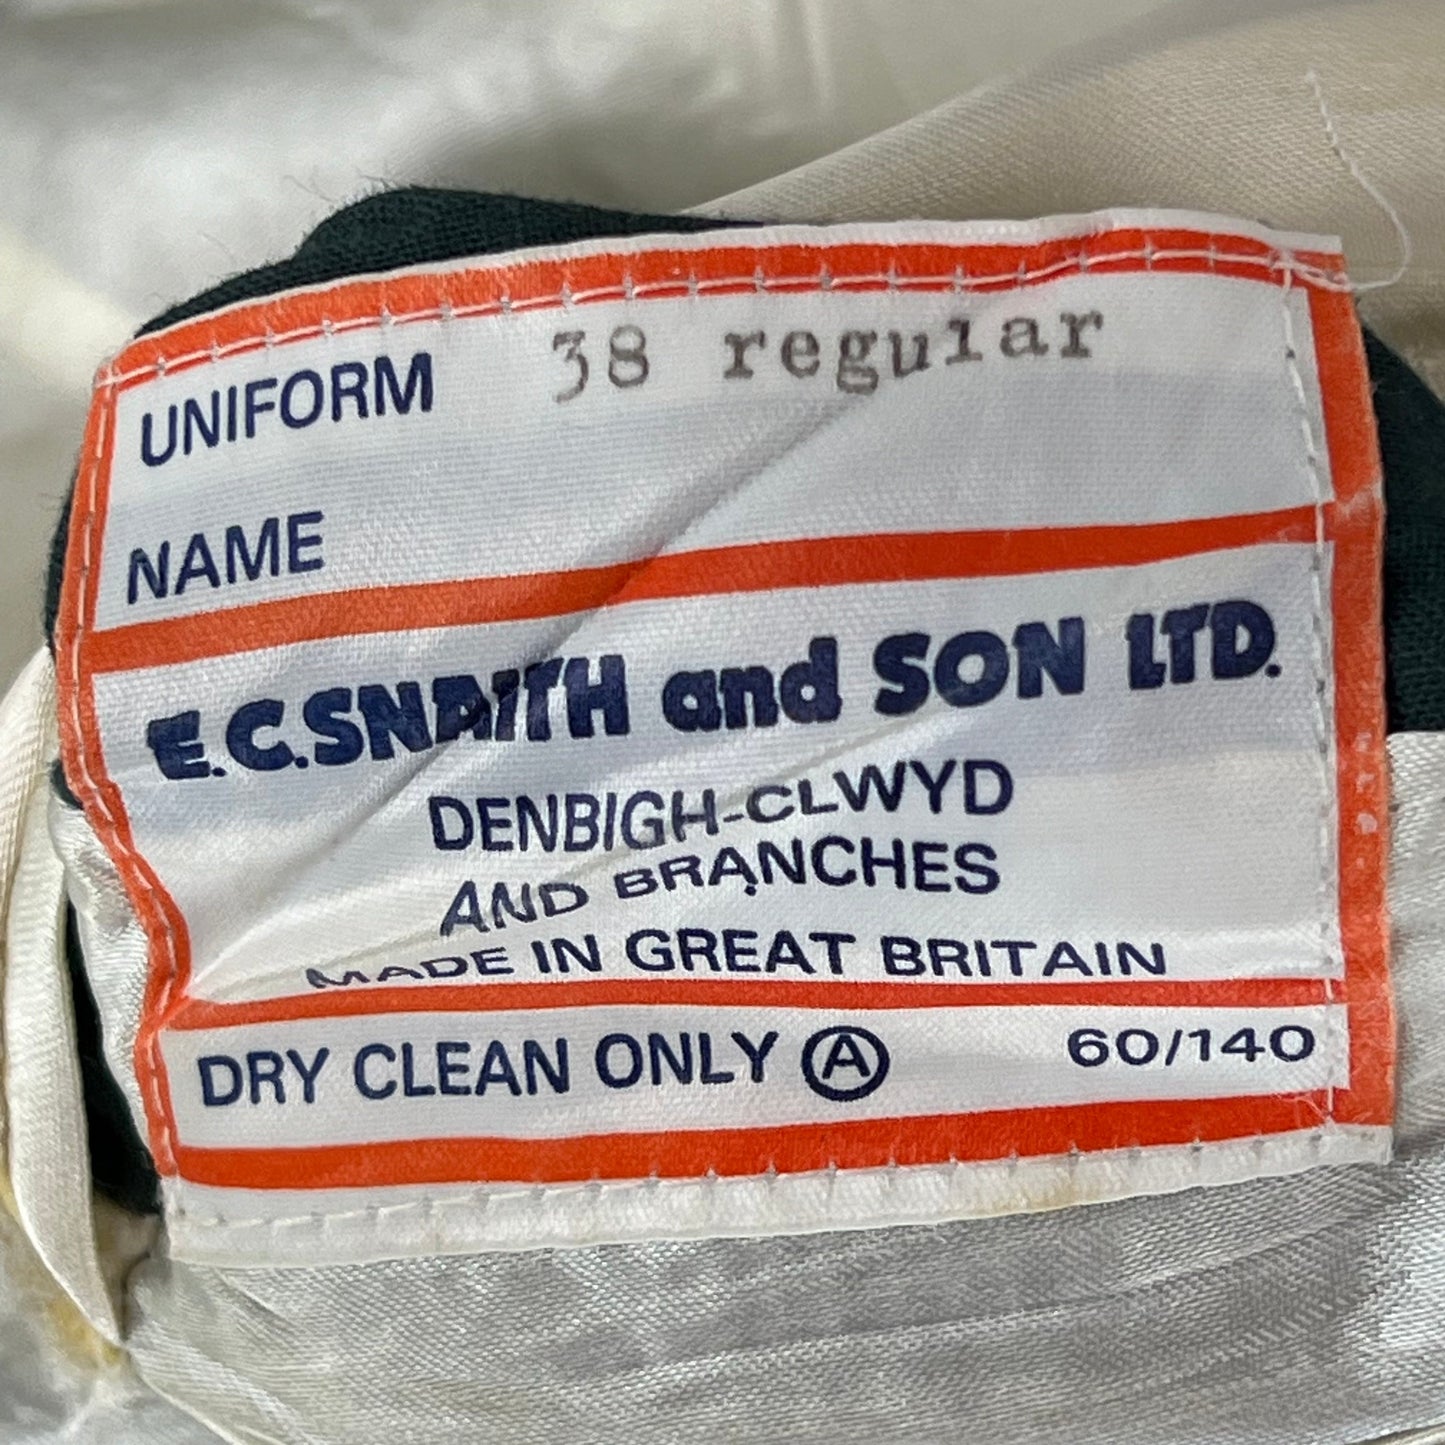 UNIFORM 38 regular
NAME
E.C.SNAITH and SON LTD.
DENBIGH-CLWYD
AND BRANCHES
MADE IN GREAT BRITAIN
DRY CLEAN ONLY Ⓐ 60/140